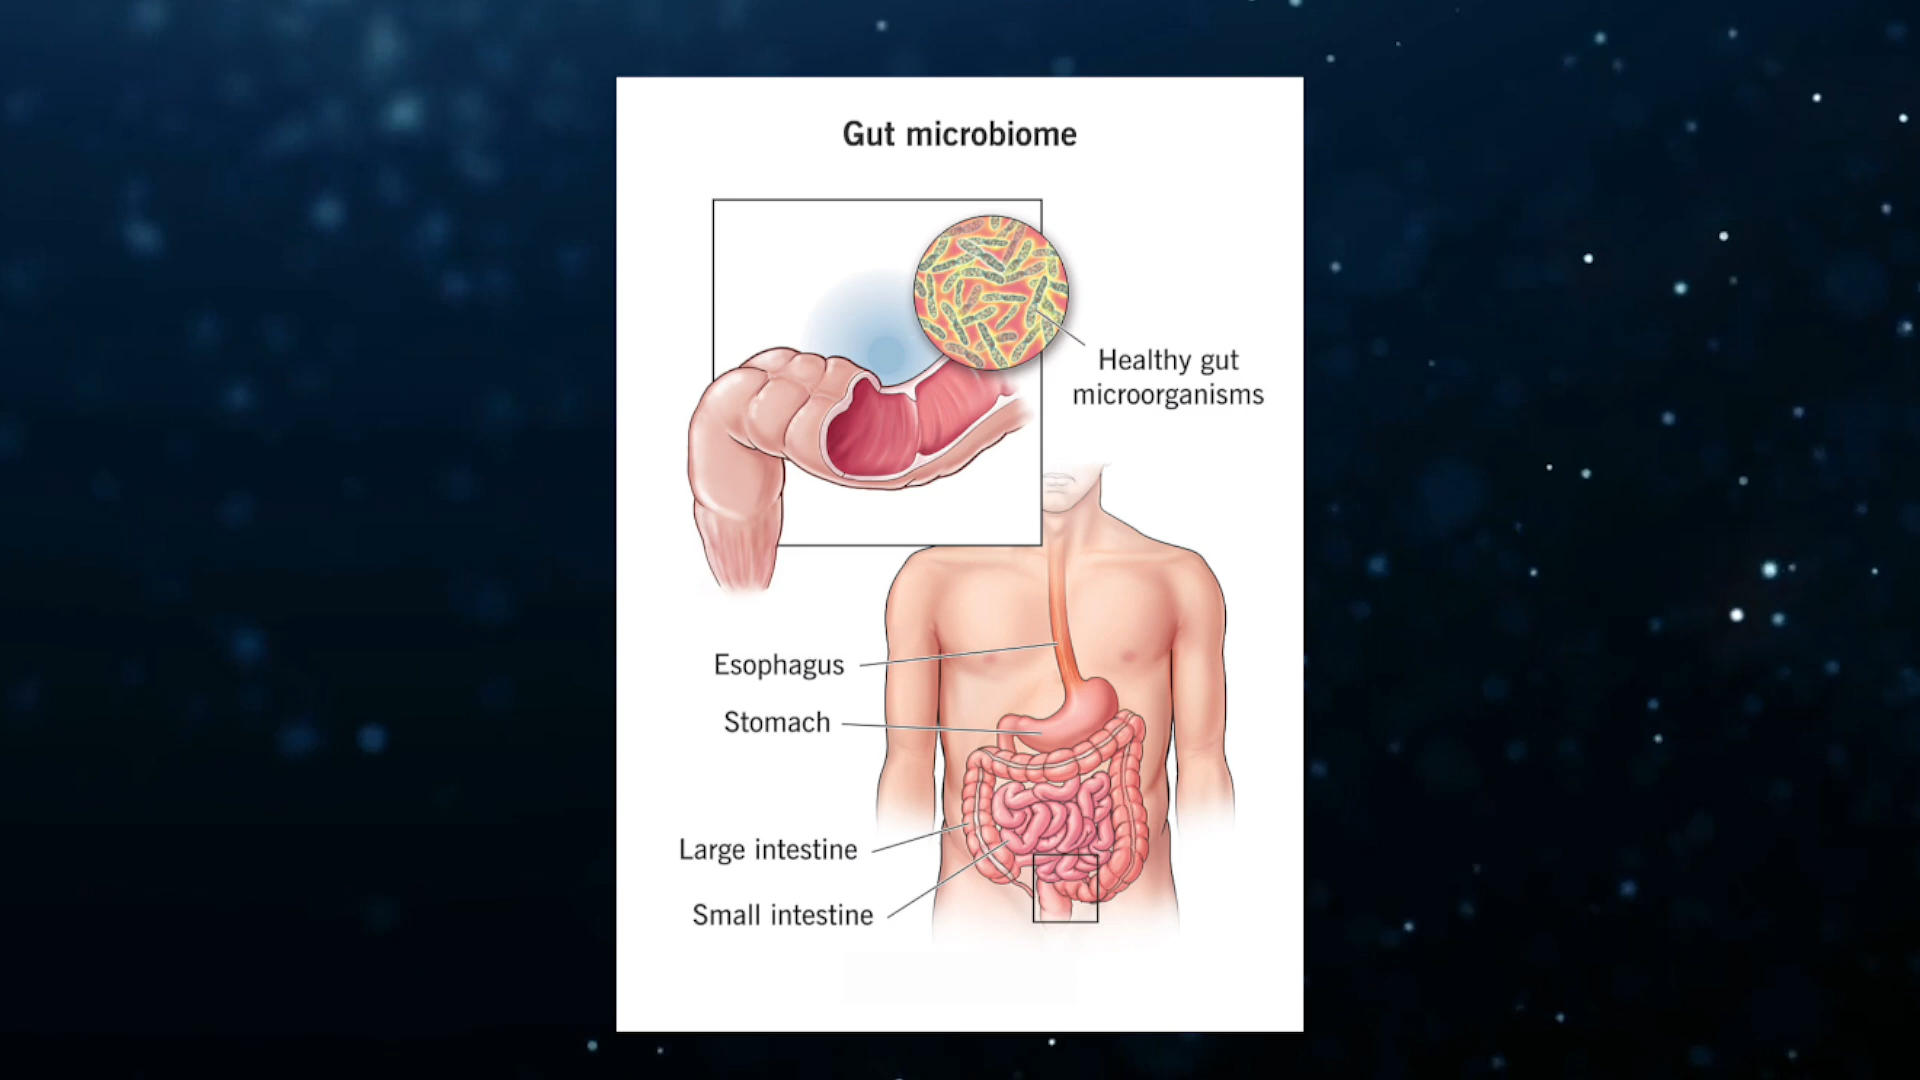 Gut microbiome
Healthy gut
microorganisms
Esophagus
Stomach
Large intestine
Small intestine